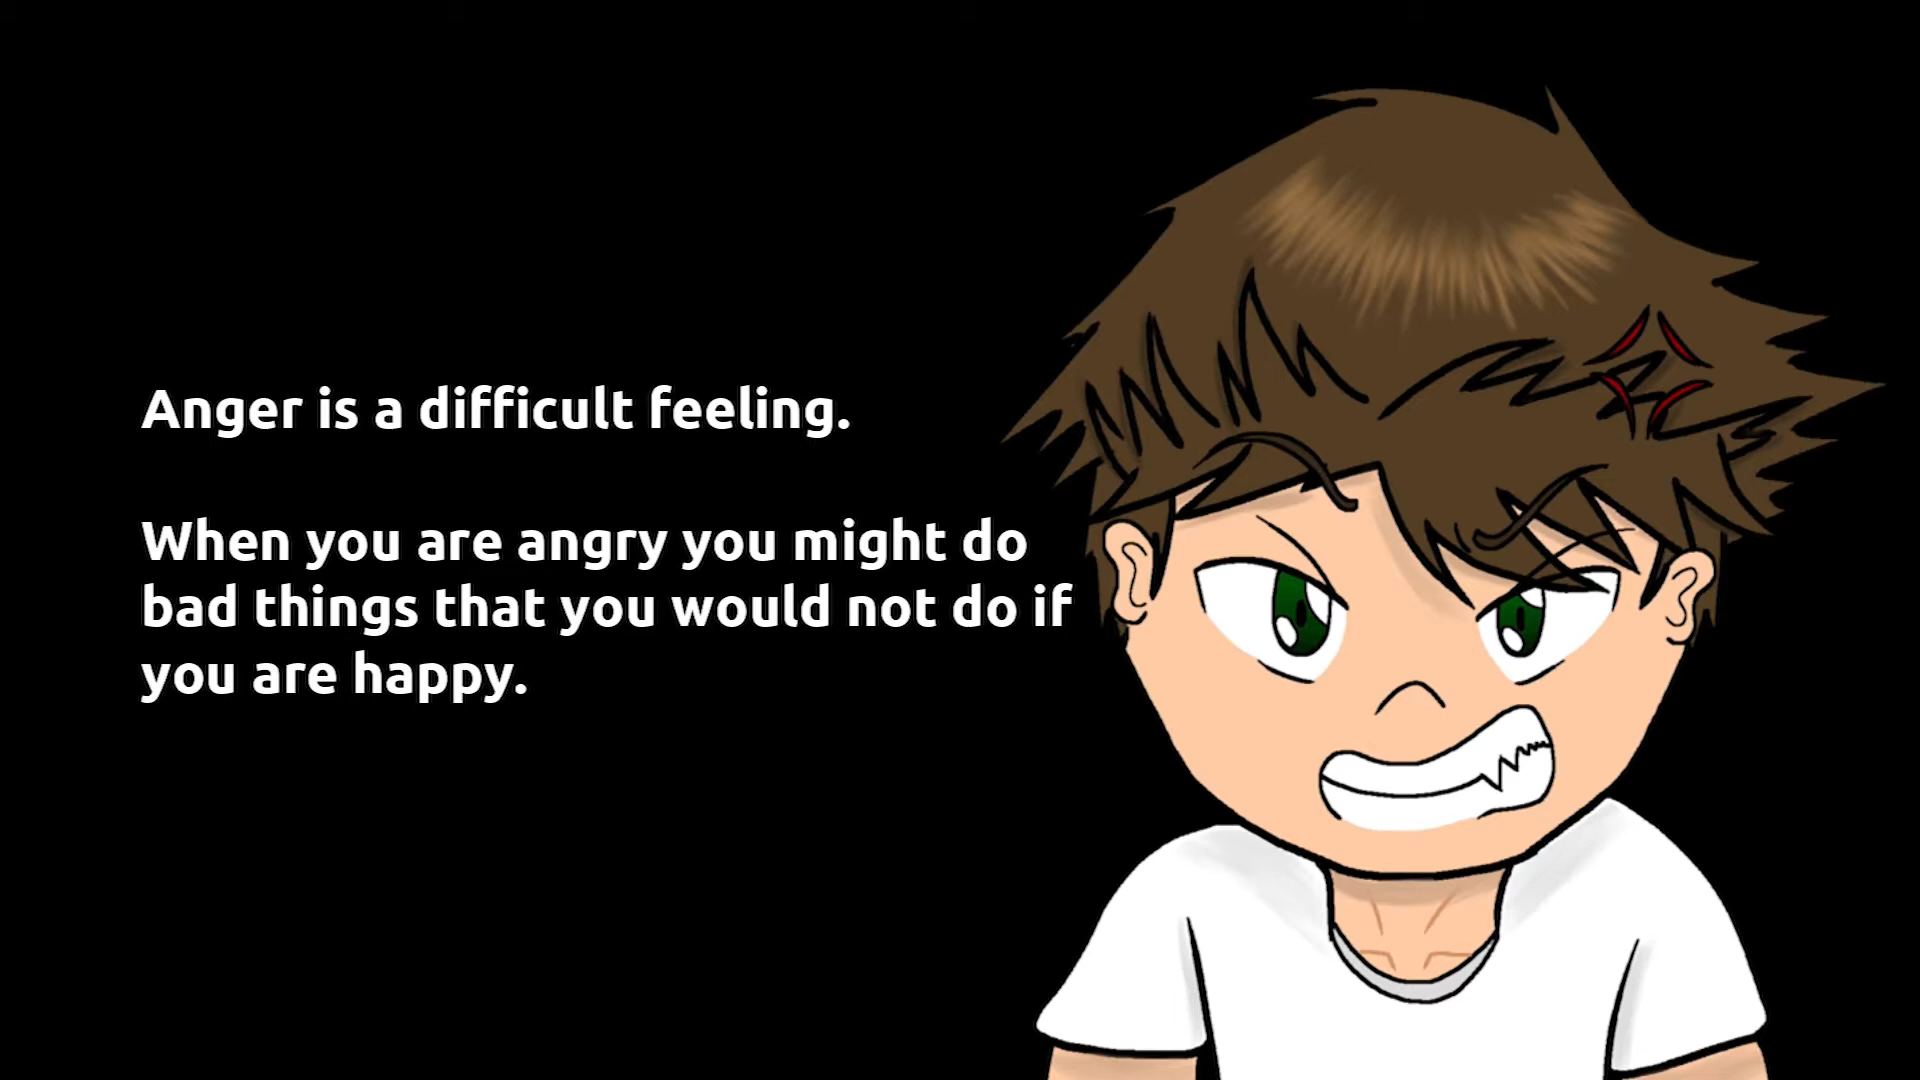 Anger is a difficult feeling.
When you are angry you might do
bad things that you would not do if
you are happy.